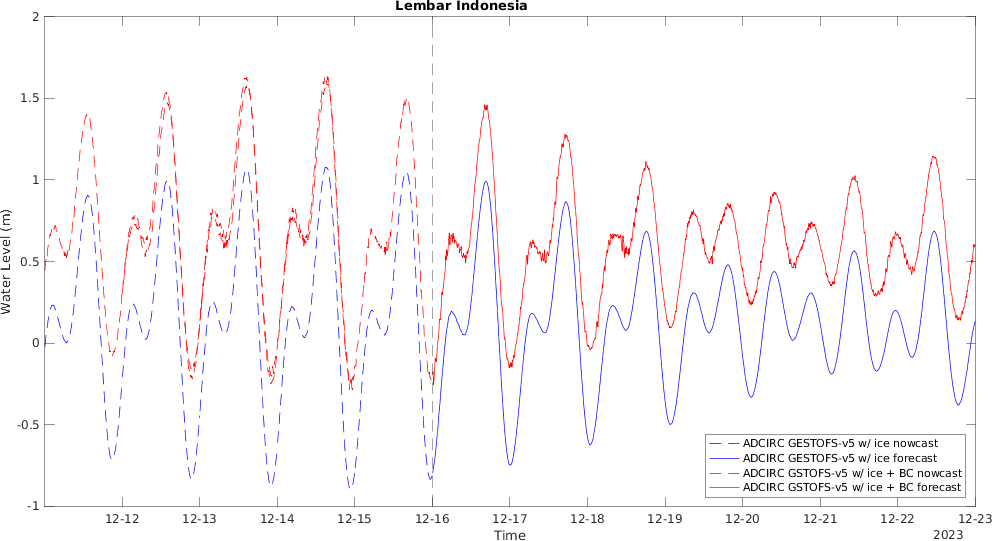 Lembar Indonesia
2
1.5
1
0.5
0
-0.5
-1
Water Level (m)
ADCIRC GESTOFS-v5 w/ ice nowcast
ADCIRC GESTOFS-v5 w/ ice forecast
ADCIRC GSTOFS-v5 w/ ice + BC nowcast
ADCIRC GSTOFS-v5 w/ ice + BC forecast
12-12 12-13 12-14 12-15 12-16 12-17 12-18 12-19 12-20 12-21 12-22 12-23
Time
2023